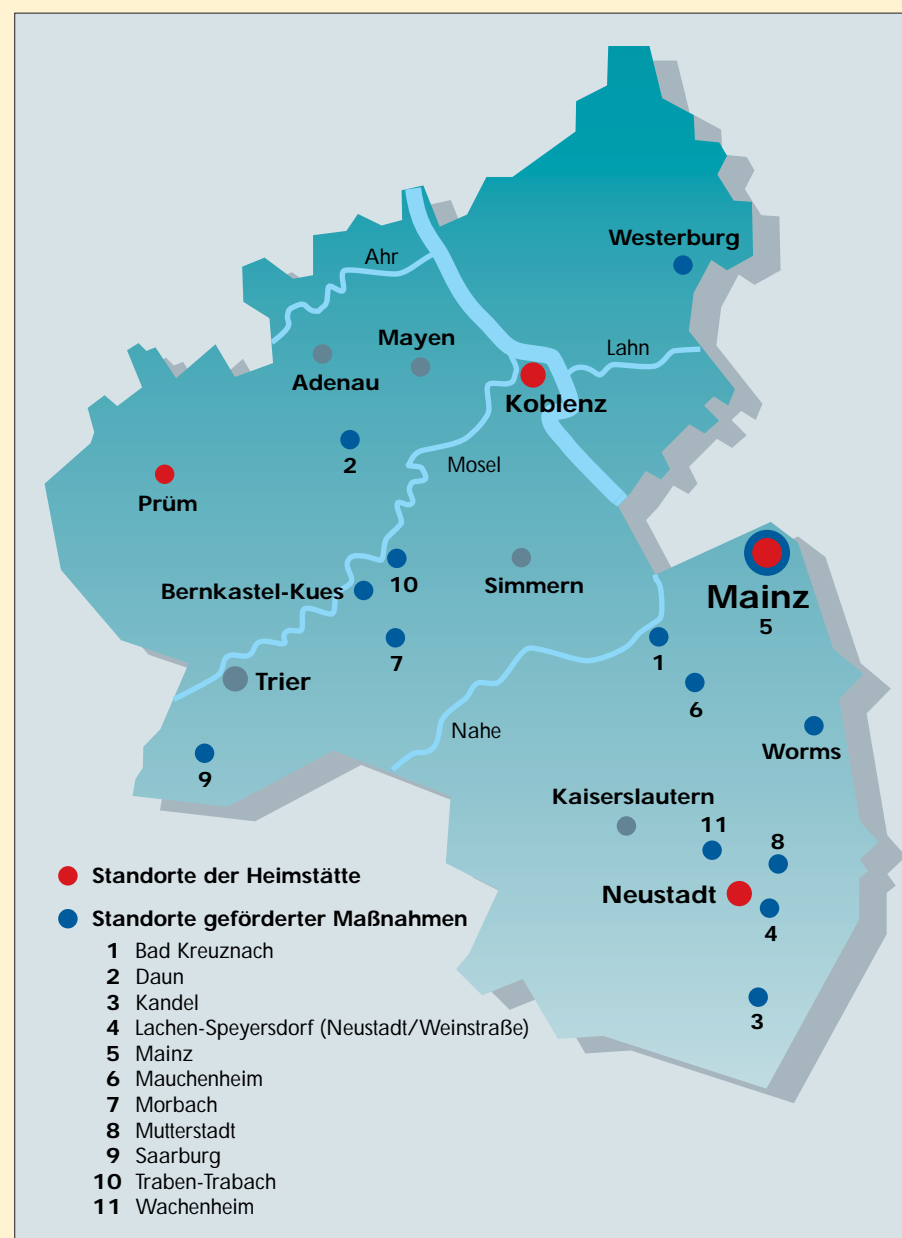 Westerburg
Ahr
Mayen
Lahn
Adenau
Koblenz
Mosel
2
Prüm
Bernkastel-Kues
10
Simmern
Mainz
5
7
1
Trier
6
Nahe
Worms
9
Kaiserslautern
11
8
Standorte der Heimstätte
Neustadt
Standorte geförderter Maßnahmen
4
1 Bad Kreuznach
2 Daun
3 Kandel
3
4 Lachen-Speyersdorf (Neustadt/Weinstraße)
5 Mainz
6 Mauchenheim
7 Morbach
8 Mutterstadt
9 Saarburg
10 Traben-Trabach
11 Wachenheim